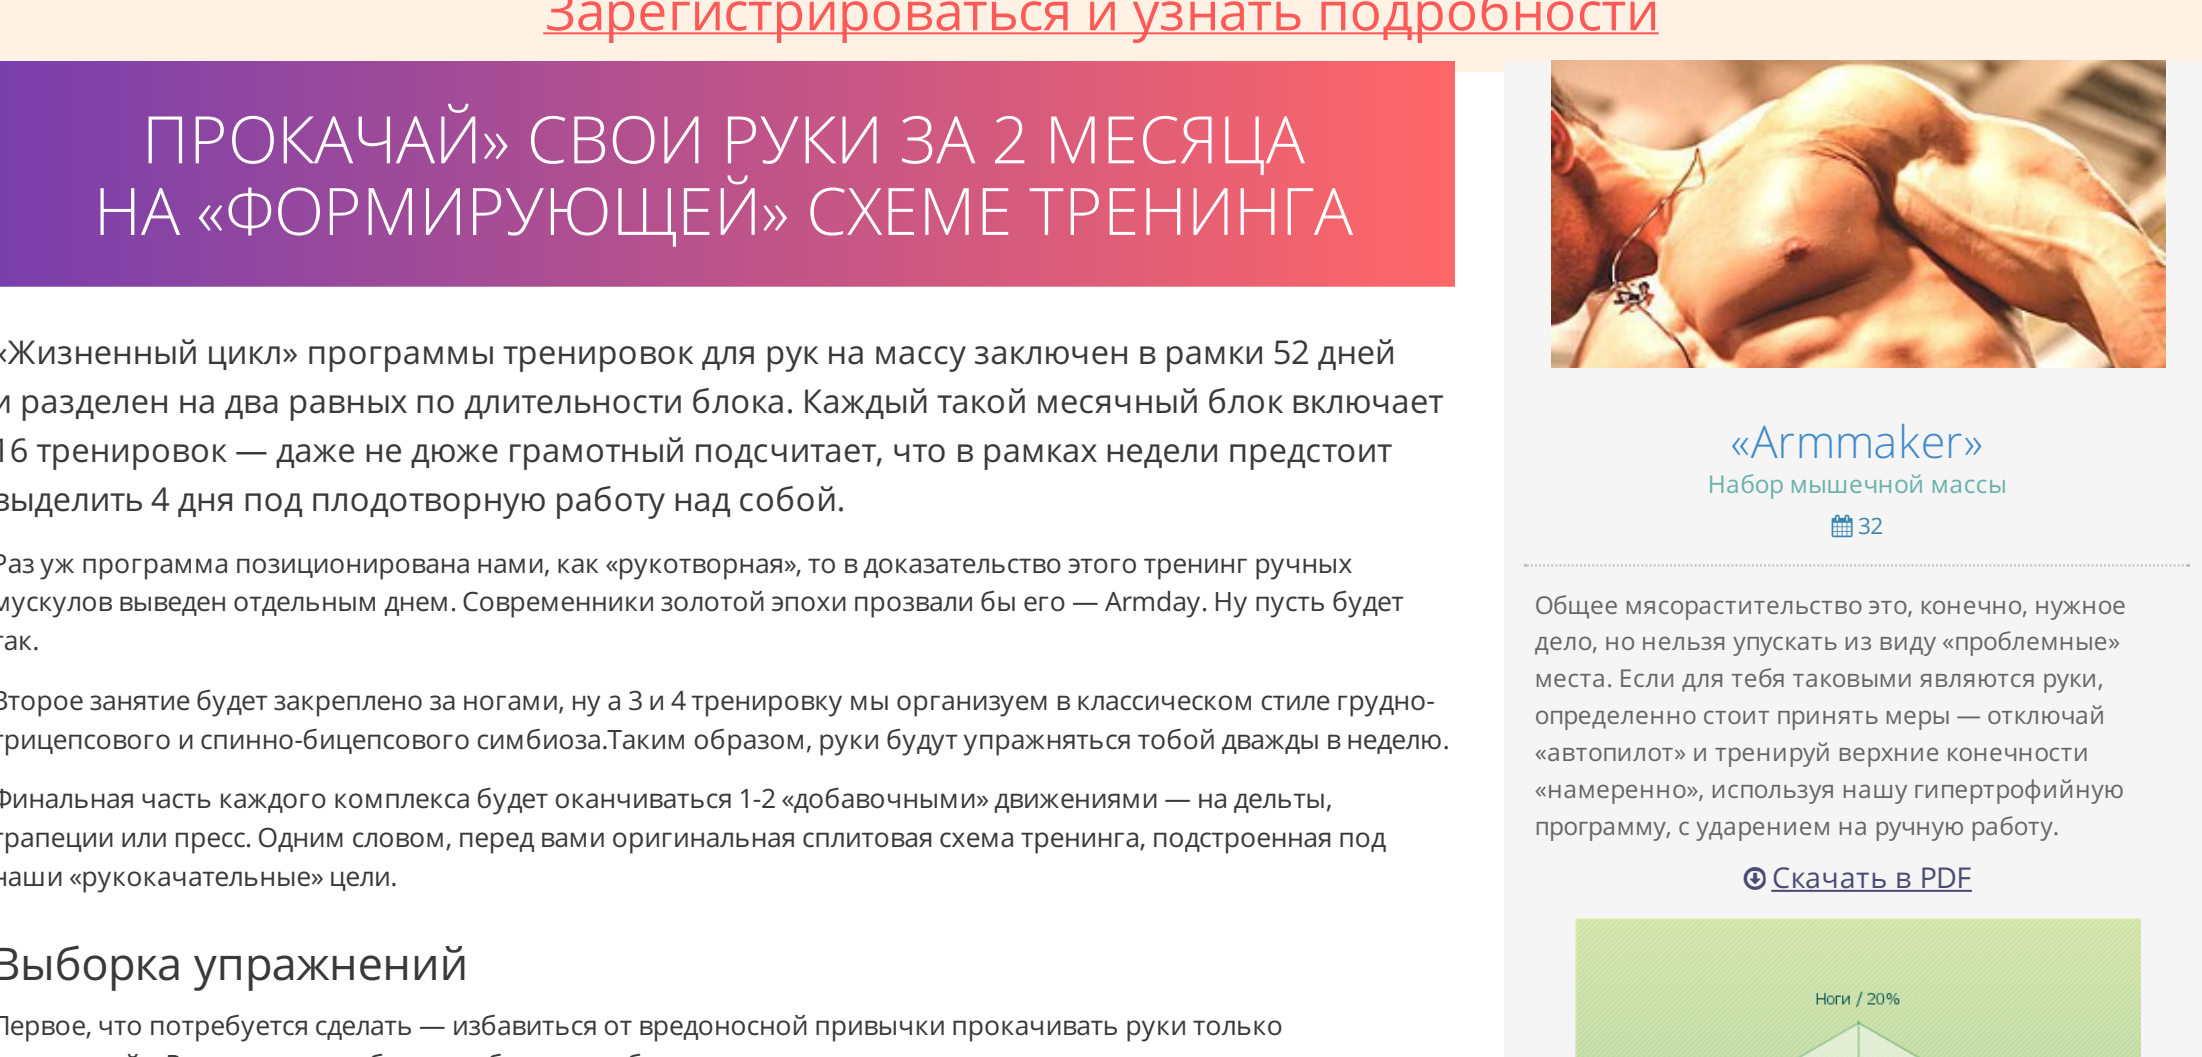 Зарегистрироваться и узнать подробности
ПРОКАЧАЙ» СВОИ РУКИ ЗА 2 МЕСЯЦА
НА «ФОРМИРУЮЩЕЙ» СХЕМЕ ТРЕНИНГА
«Жизненный цикл» программы тренировок для рук на массу заключен в рамки 52 дней
и разделен на два равных по длительности блока. Каждый такой месячный блок включает
16 тренировок — даже не дюже грамотный подсчитает, что в рамках недели предстоит
выделить 4 дня под плодотворную работу над собой.
Раз уж программа позиционирована нами, как «рукотворная», то в доказательство этого тренинг ручных
мускулов выведен отдельным днем. Современники золотой эпохи прозвали бы его — Armday. Ну пусть будет
так.
Второе занятие будет закреплено за ногами, ну а 3 и 4 тренировку мы организуем в классическом стиле грудно-
трицепсового и спинно-бицепсового симбиоза.Таким образом, руки будут упражняться тобой дважды в неделю.
Финальная часть каждого комплекса будет оканчиваться 1-2 «добавочными» движениями — на дельты,
трапеции или пресс. Одним словом, перед вами оригинальная сплитовая схема тренинга, подстроенная под
наши «рукокачательные» цели.
Выборка упражнений
Первое, что потребуется сделать — избавиться от вредоносной привычки прокачивать руки только
«Armmaker»
Набор мышечной массы
32
Общее мясорастительство это, конечно, нужное
дело, но нельзя упускать из виду «проблемные»
места. Если для тебя таковыми являются руки,
определенно стоит принять меры — отключай
«автопилот» и тренируй верхние конечности
«намеренно», используя нашу гипертрофийную
программу, с ударением на ручную работу.
Скачать в PDF
Ноги / 20%